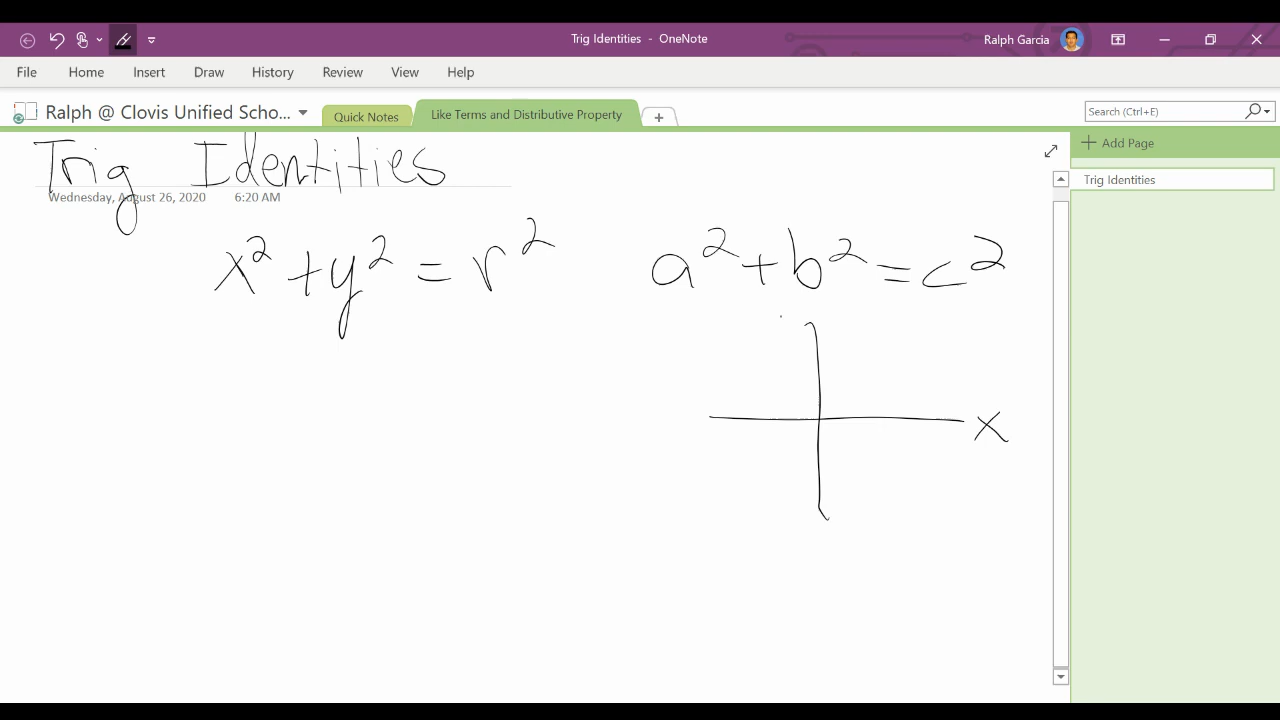 Trig Identities - OneNote
Ralph Garcia
File Home Insert Draw History Review View Help
Ralph @ Clovis Unified Scho...
Quick Notes
Like Terms and Distributive Property
Search (Ctrl+E)
Add Page
Trig Identities
Trig Identities
Wednesday, August 26, 2020 6:20 AM
x² + y² = r²
a² + b² = c²
x